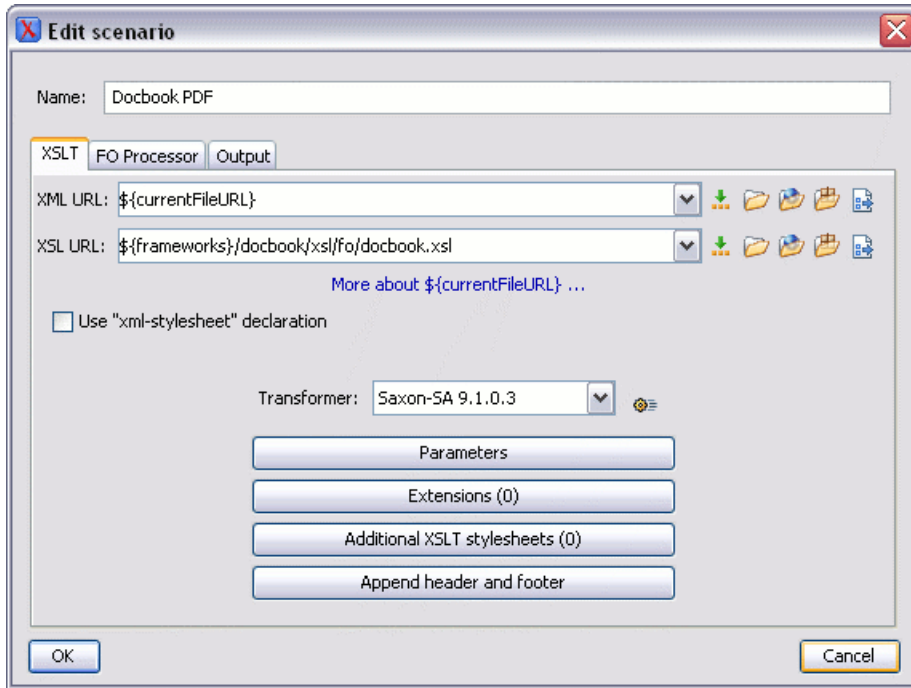 Edit scenario
Name: Docbook PDF
XSLT FO Processor Output
XML URL: ${currentFileURL}
XSL URL: ${frameworks}/docbook/xsl/fo/docbook.xsl
More about ${currentFileURL} ...
Use "xml-stylesheet" declaration
Transformer: Saxon-SA 9.1.0.3
Parameters
Extensions (0)
Additional XSLT stylesheets (0)
Append header and footer
OK Cancel